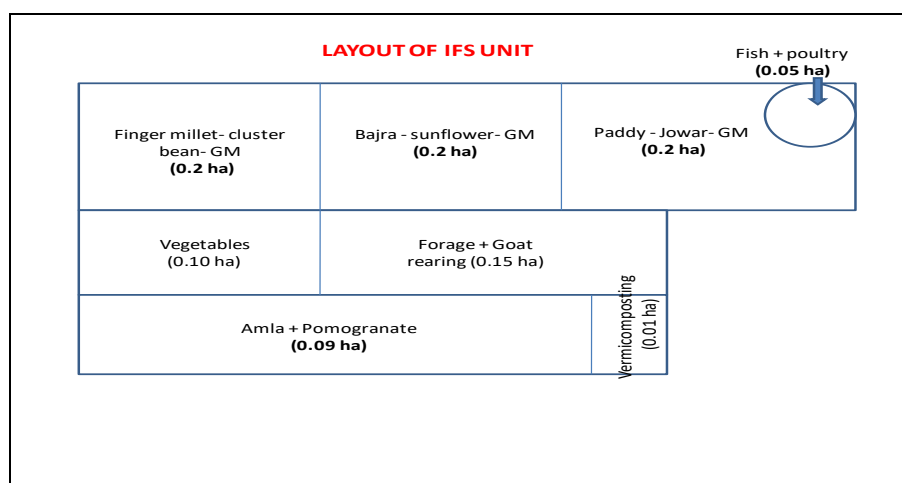 LAYOUT OF IFS UNIT
Fish + poultry
(0.05 ha)
Finger millet- cluster
bean- GM
(0.2 ha)
Bajra - sunflower- GM
(0.2 ha)
Paddy - Jowar- GM
(0.2 ha)
Vegetables
(0.10 ha)
Forage + Goat
rearing (0.15 ha)
Amla + Pomogranate
(0.09 ha)
Vermicomposting
(0.01 ha)